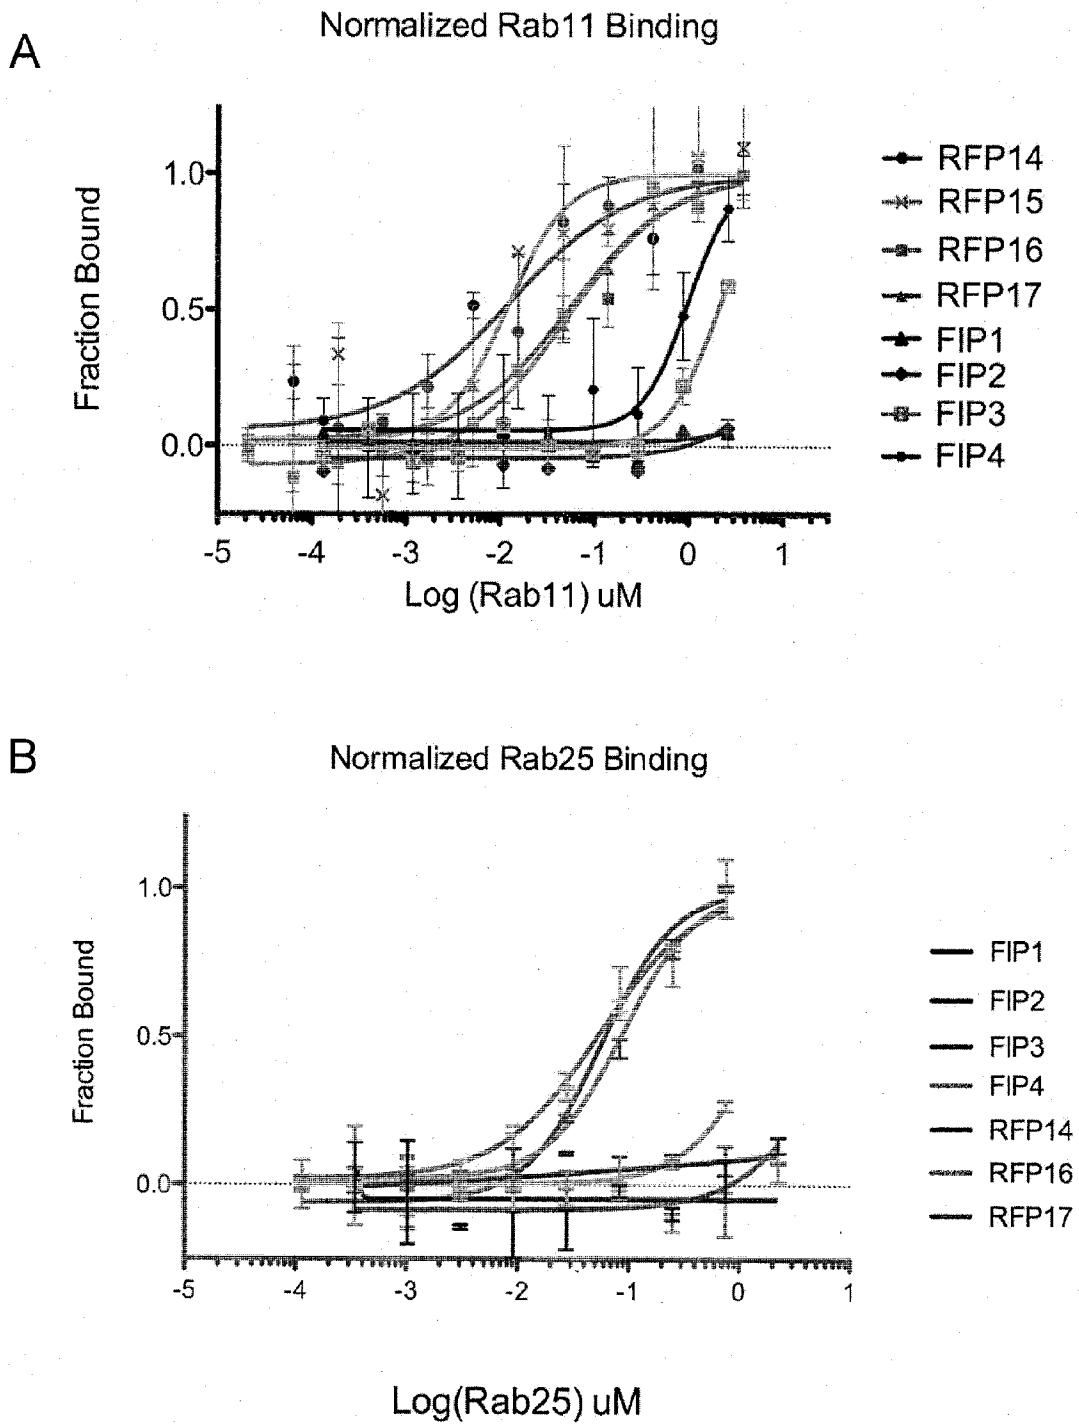 A
Normalized Rab11 Binding
Fraction Bound
1.0
0.5
0.0
-5 -4 -3 -2 -1 0 1
Log (Rab11) uM
RFP14
RFP15
RFP16
RFP17
FIP1
FIP2
FIP3
FIP4
B
Normalized Rab25 Binding
Fraction Bound
1.0
0.5
0.0
-5 -4 -3 -2 -1 0 1
Log(Rab25) uM
FIP1
FIP2
FIP3
FIP4
RFP14
RFP16
RFP17